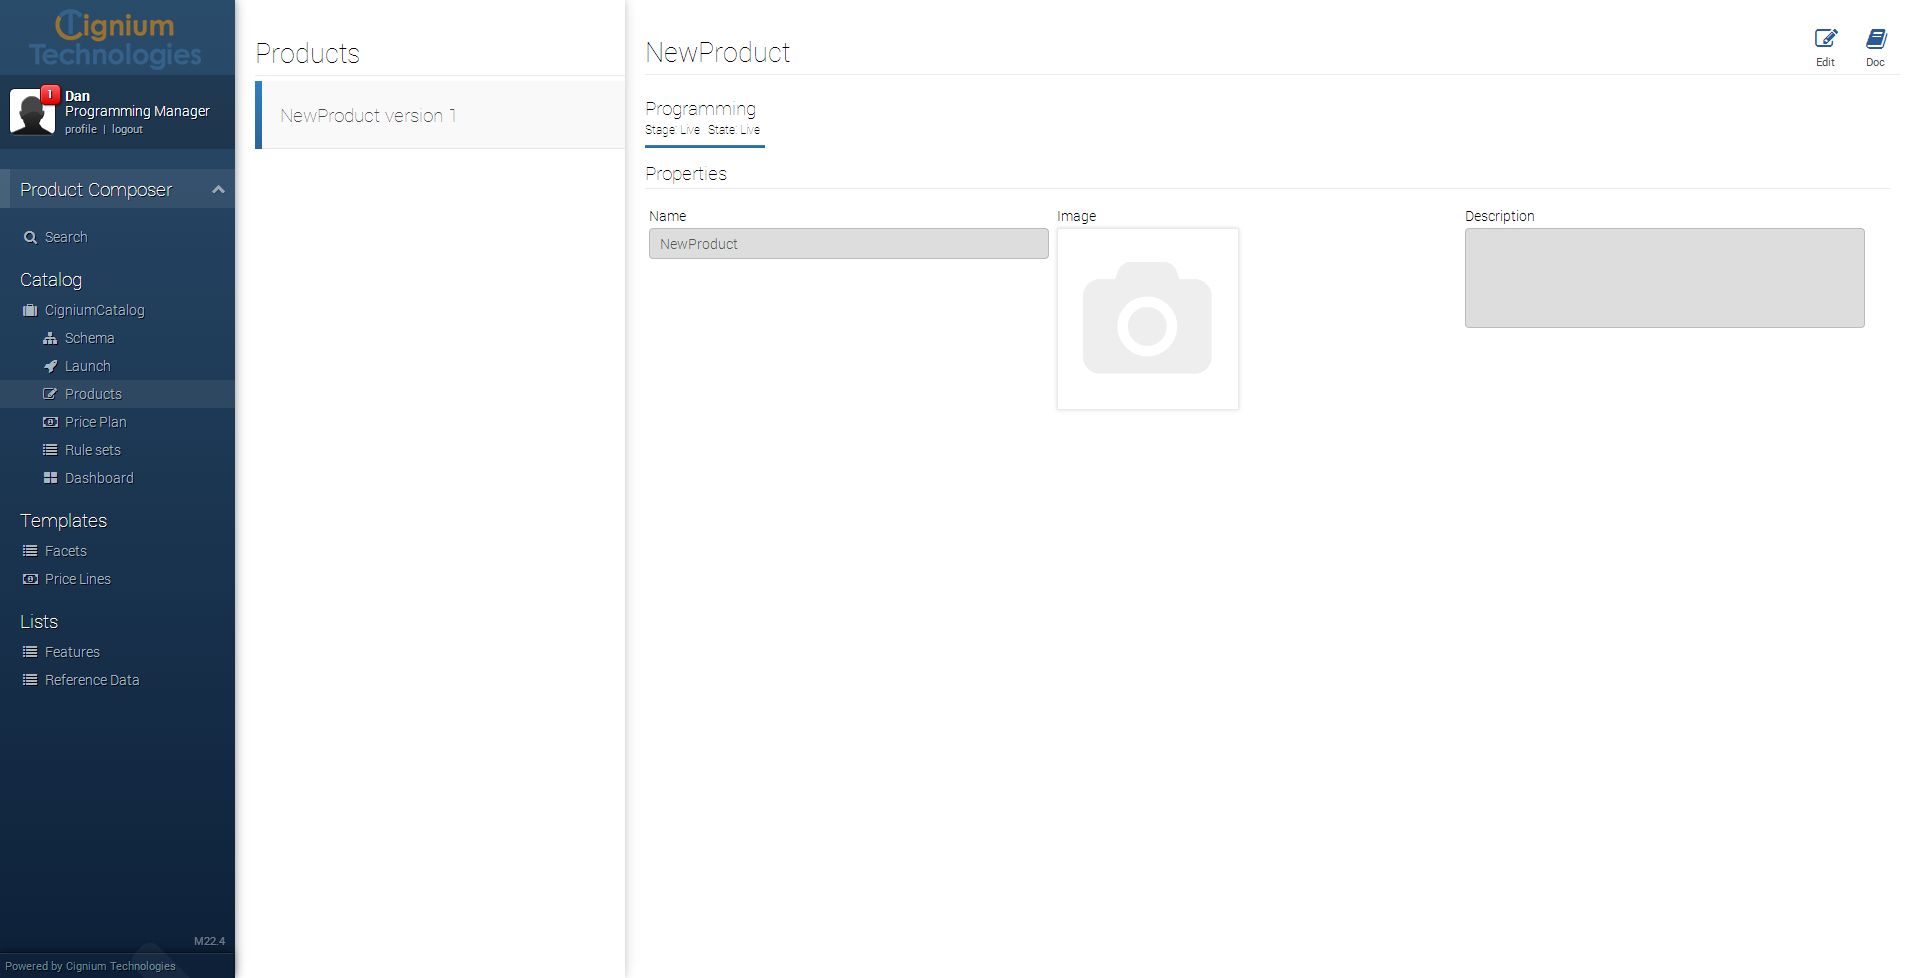 Cignium
Technologies
1
Dan
Programming Manager
profile | logout
Product Composer
Search
Catalog
CigniumCatalog
Schema
Launch
Products
Price Plan
Rule sets
Dashboard
Templates
Facets
Price Lines
Lists
Features
Reference Data
M22.4
Powered by Cignium Technologies
Products
NewProduct version 1
NewProduct
Edit
Doc
Programming
Stage: Live State: Live
Properties
Name
NewProduct
Image
Description